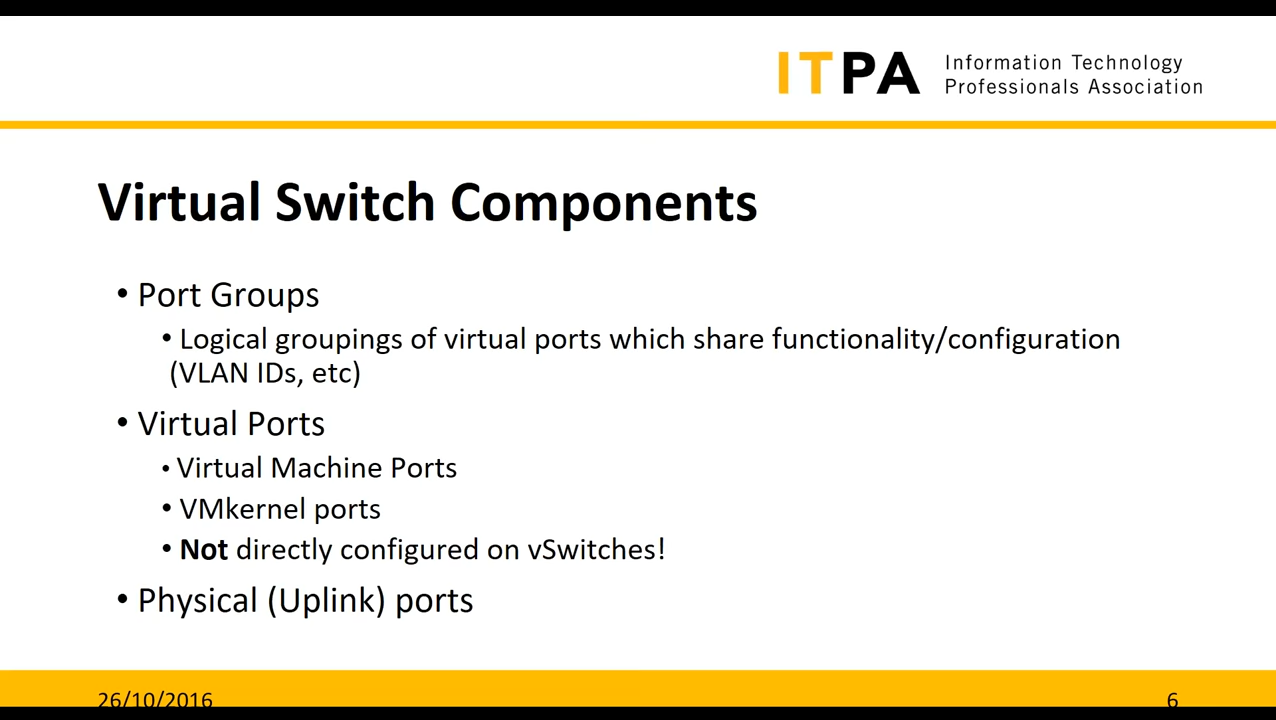 ITPA Information Technology
Professionals Association
Virtual Switch Components
• Port Groups
• Logical groupings of virtual ports which share functionality/configuration
(VLAN IDs, etc)
• Virtual Ports
• Virtual Machine Ports
• VMkernel ports
• Not directly configured on vSwitches!
• Physical (Uplink) ports
26/10/2016
6